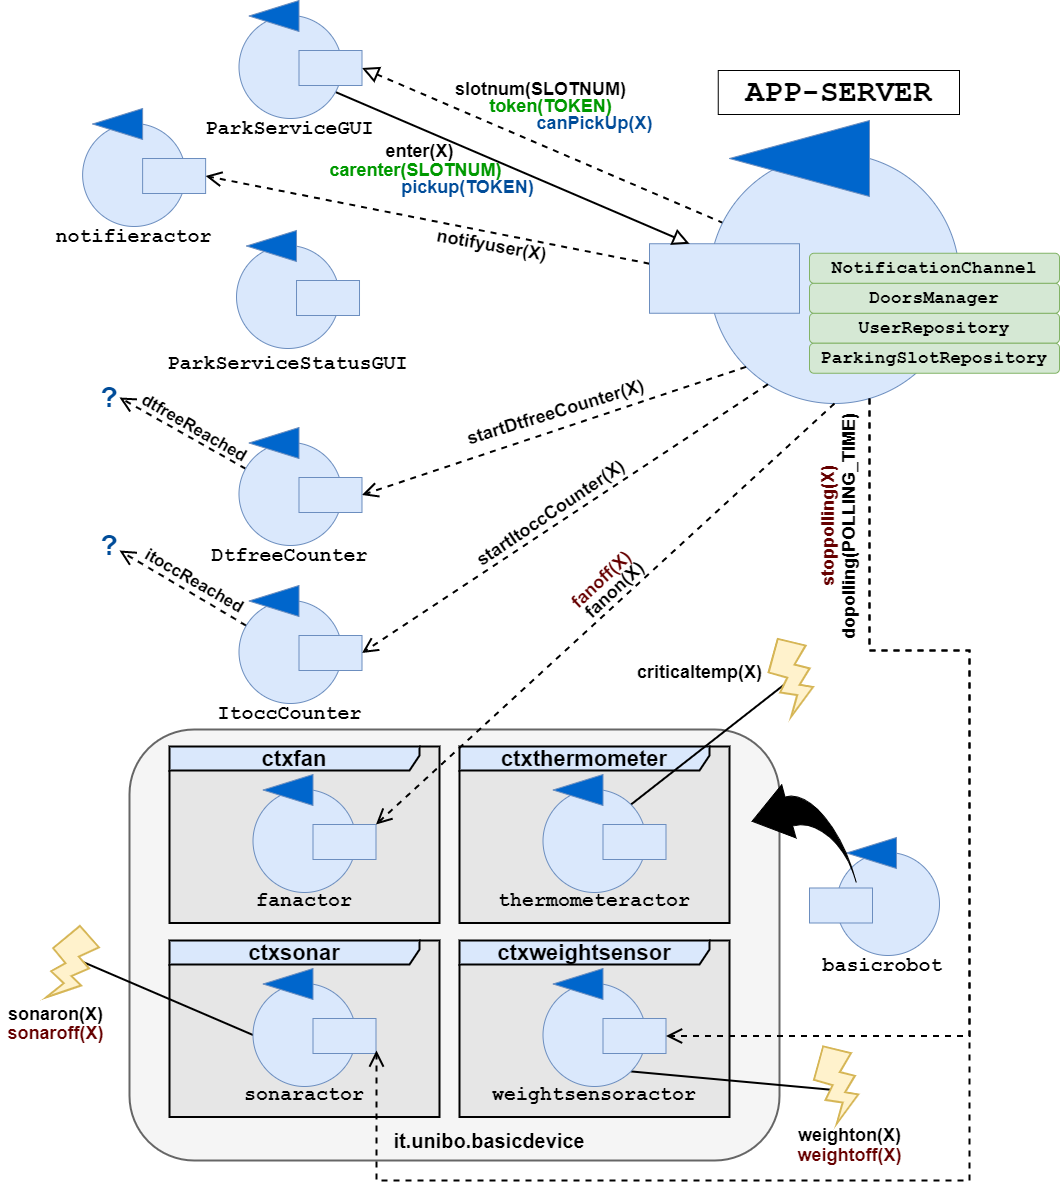 APP-SERVER
slotnum(SLOTNUM)
token(TOKEN)
canPickUp(X)
ParkServiceGUI
enter(X)
carenter(SLOTNUM)
pickup(TOKEN)
notifieractor
notifyuser(X)
NotificationChannel
DoorsManager
UserRepository
ParkingSlotRepository
ParkServiceStatusGUI
?
dtfreeReached
startDtfreeCounter(X)
DtfreeCounter
?
itoccReached
startItoccCounter(X)
ItoccCounter
fanoff(X)
fanon(X)
stoppolling(X)
dopolling(POLLING_TIME)
criticaltemp(X)
ctxfan
fanactor
ctxthermometer
thermometeractor
basicrobot
ctxsonar
sonaractor
ctxweightsensor
weightsensoractor
sonaron(X)
sonaroff(X)
weighton(X)
weightoff(X)
it.unibo.basicdevice